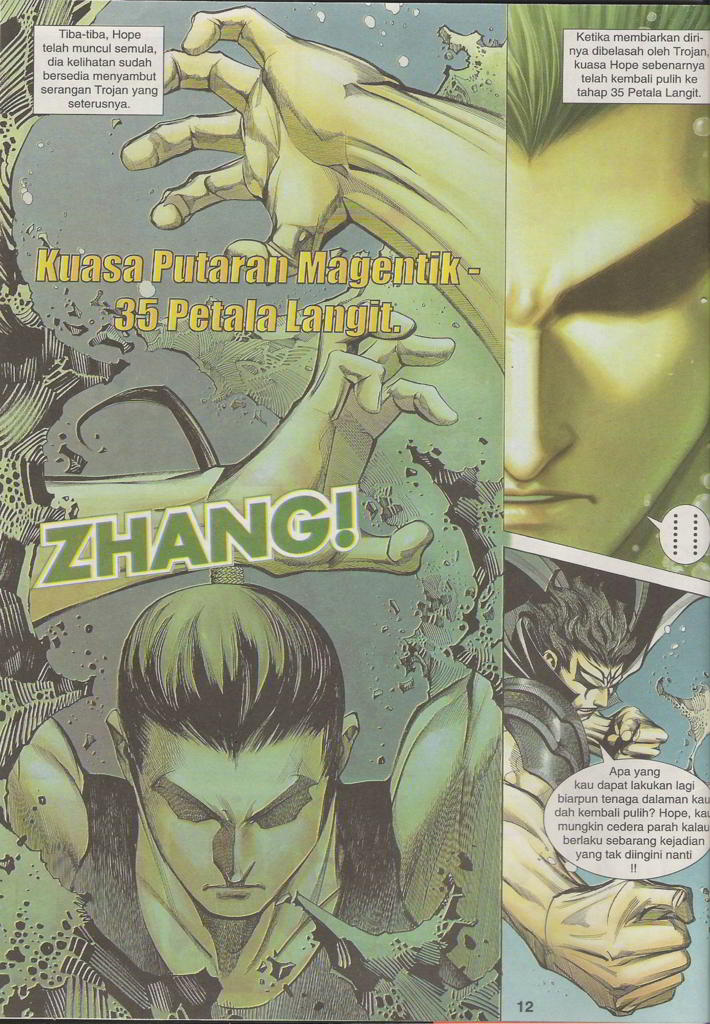 Tiba-tiba, Hope
telah muncul semula,
dia kelihatan sudah
bersedia menyambut
serangan Trojan yang
seterusnya.
Ketika membiarkan diri-
nya dibelasah oleh Trojan,
kuasa Hope sebenarnya
telah kembali pulih ke
tahap 35 Petala Langit.
Kuasa Putaran Magentik -
35 Petala Langit.
ZHANG!
Apa yang
kau dapat lakukan lagi
biarpun tenaga dalaman kau
dah kembali pulih? Hope, kau
mungkin cedera parah kalau
berlaku sebarang kejadian
yang tak diingini nanti
!!
12